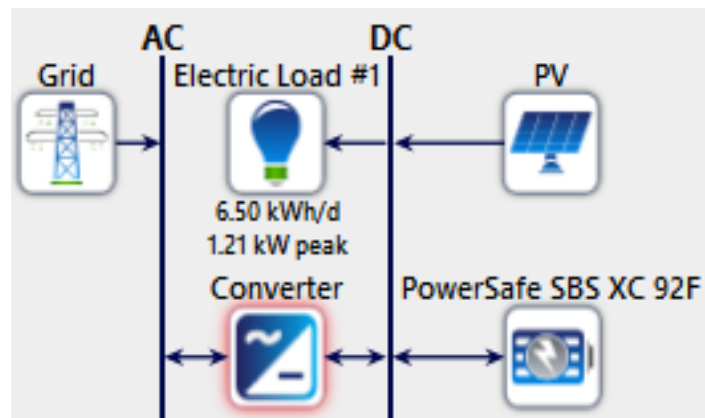 AC DC
Grid Electric Load #1 PV
6.50 kWh/d
1.21 kW peak
Converter PowerSafe SBS XC 92F